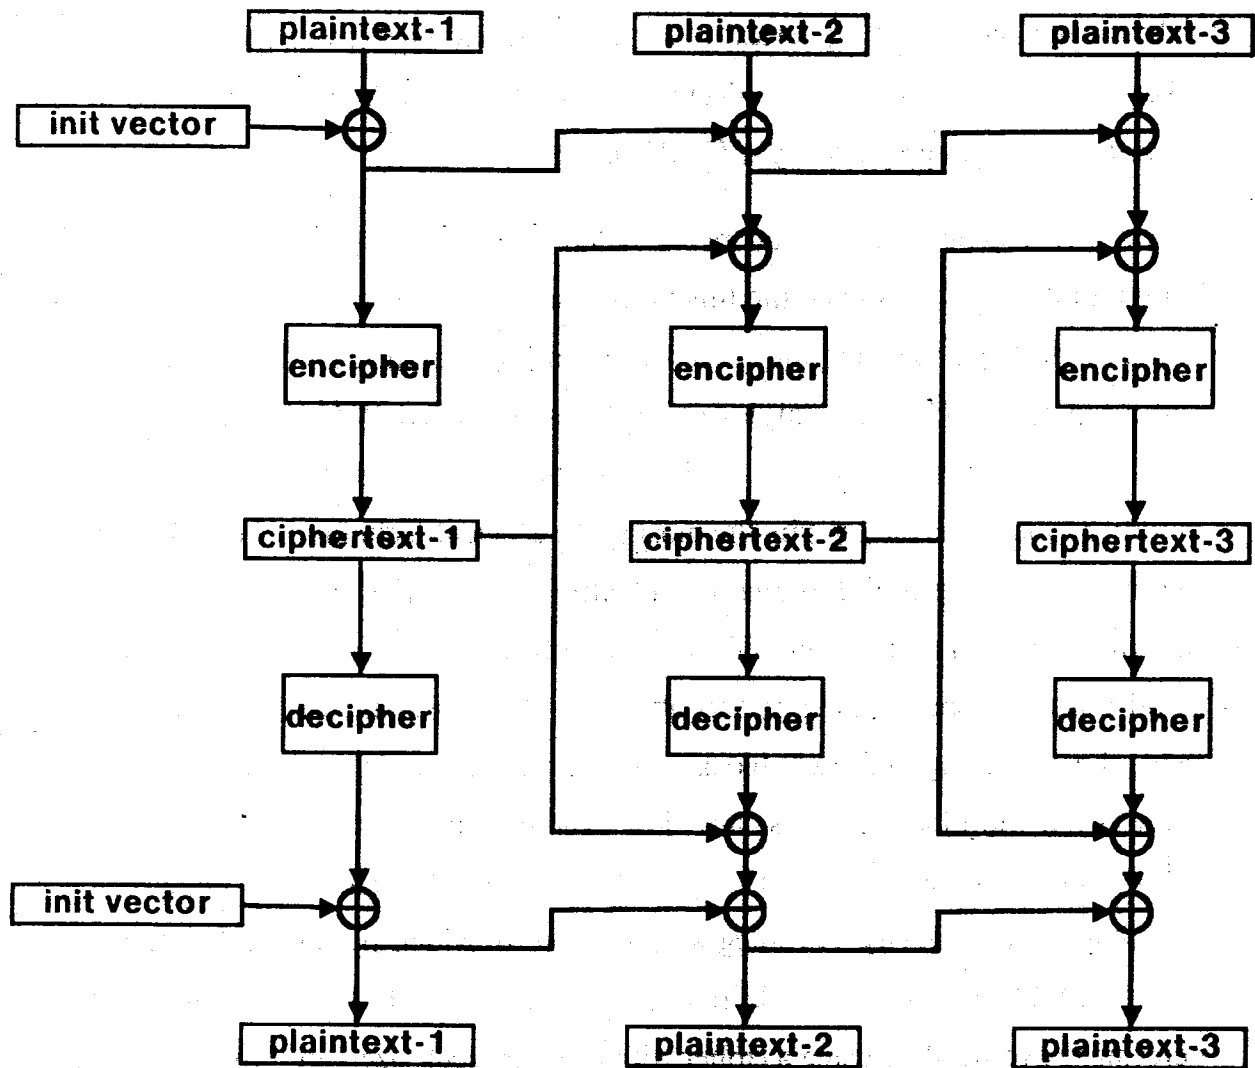 plaintext-1
plaintext-2
plaintext-3
init vector
encipher
encipher
encipher
ciphertext-1
ciphertext-2
ciphertext-3
decipher
decipher
decipher
init vector
plaintext-1
plaintext-2
plaintext-3